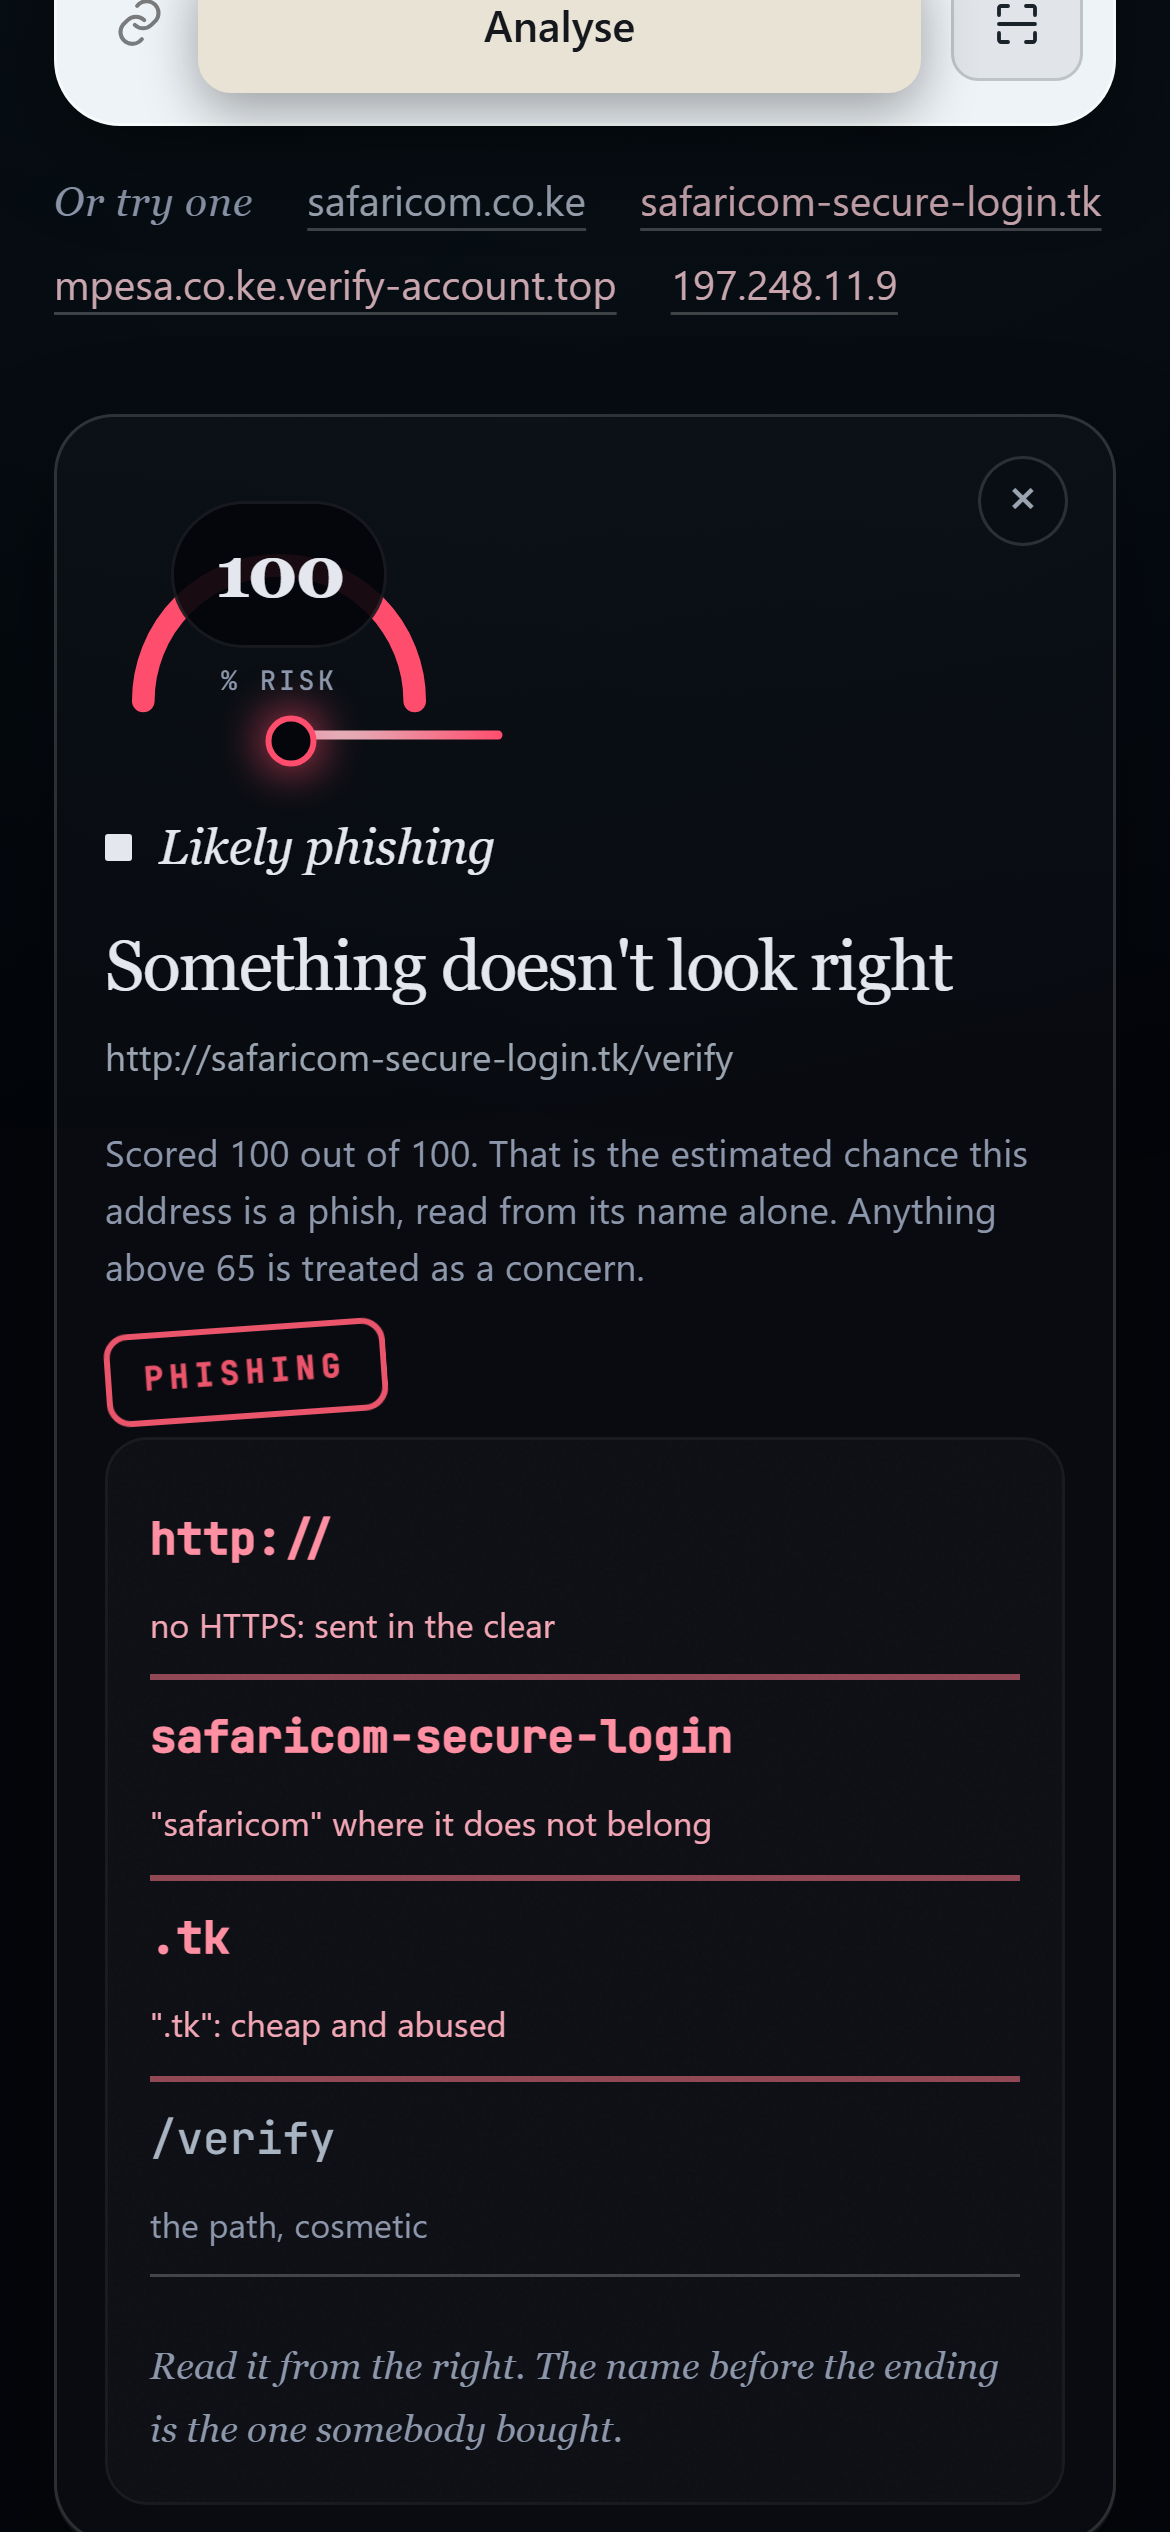 Analyse
Or try one safaricom.co.ke safaricom-secure-login.tk
mpesa.co.ke.verify-account.top 197.248.11.9
×
100
% RISK
Likely phishing
Something doesn't look right
http://safaricom-secure-login.tk/verify
Scored 100 out of 100. That is the estimated chance this
address is a phish, read from its name alone. Anything
above 65 is treated as a concern.
PHISHING
http://
no HTTPS: sent in the clear
safaricom-secure-login
"safaricom" where it does not belong
.tk
".tk": cheap and abused
/verify
the path, cosmetic
Read it from the right. The name before the ending
is the one somebody bought.